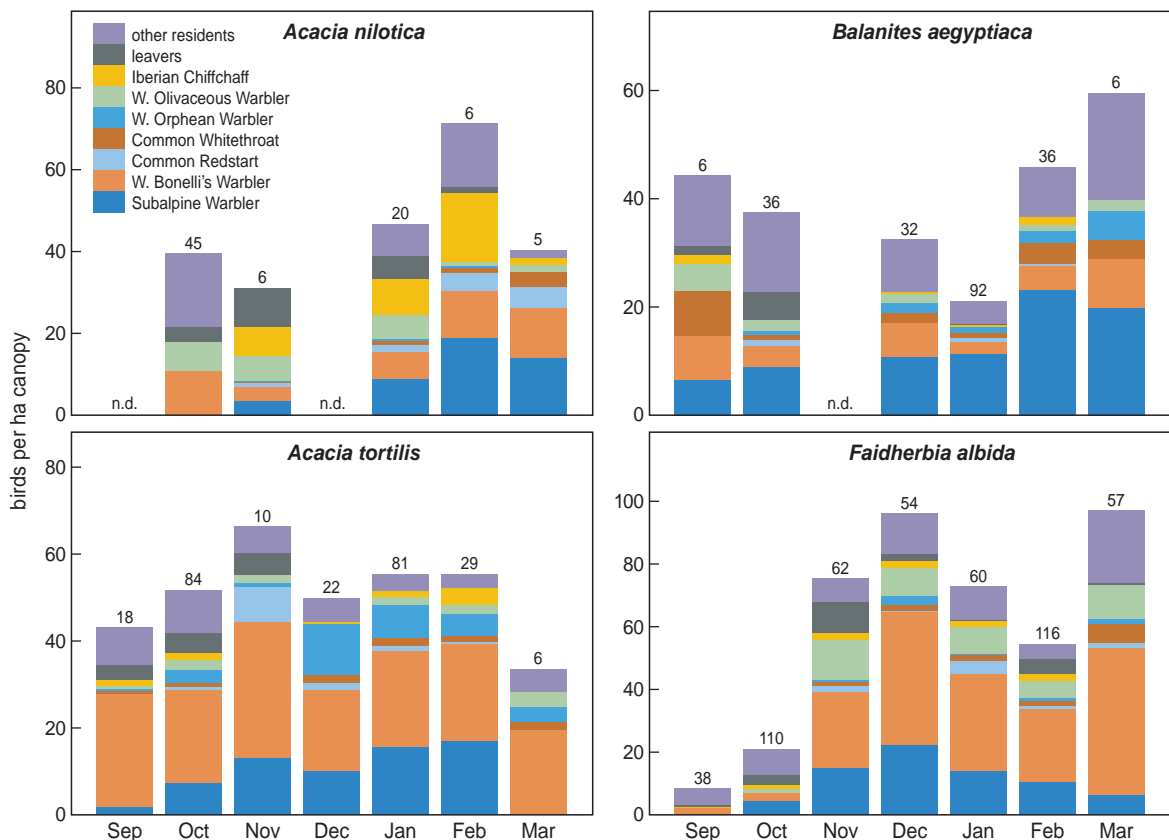 Acacia nilotica
other residents
leavers
Iberian Chiffchaff
W. Olivaceous Warbler
W. Orphean Warbler
Common Whitethroat
Common Redstart
W. Bonelli's Warbler
Subalpine Warbler
80
60
40
20
0
n.d.
45
6
n.d.
20
6
5
Balanites aegyptiaca
60
40
20
0
6
36
n.d.
32
92
36
6
birds per ha canopy
Acacia tortilis
80
60
40
20
0
18
84
10
22
81
29
6
Sep Oct Nov Dec Jan Feb Mar
Faidherbia albida
100
80
60
40
20
0
38
110
62
54
60
116
57
Sep Oct Nov Dec Jan Feb Mar